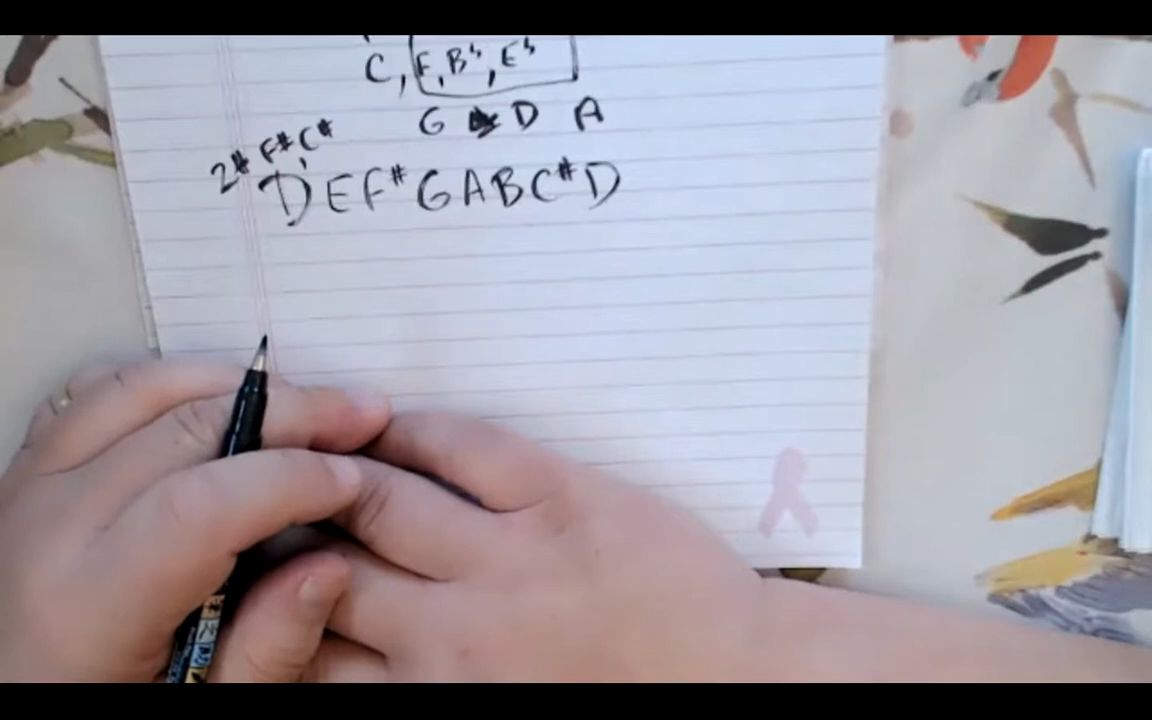 C, F, B♭, E♭
G D A
2# F# C#
D E F# G A B C# D